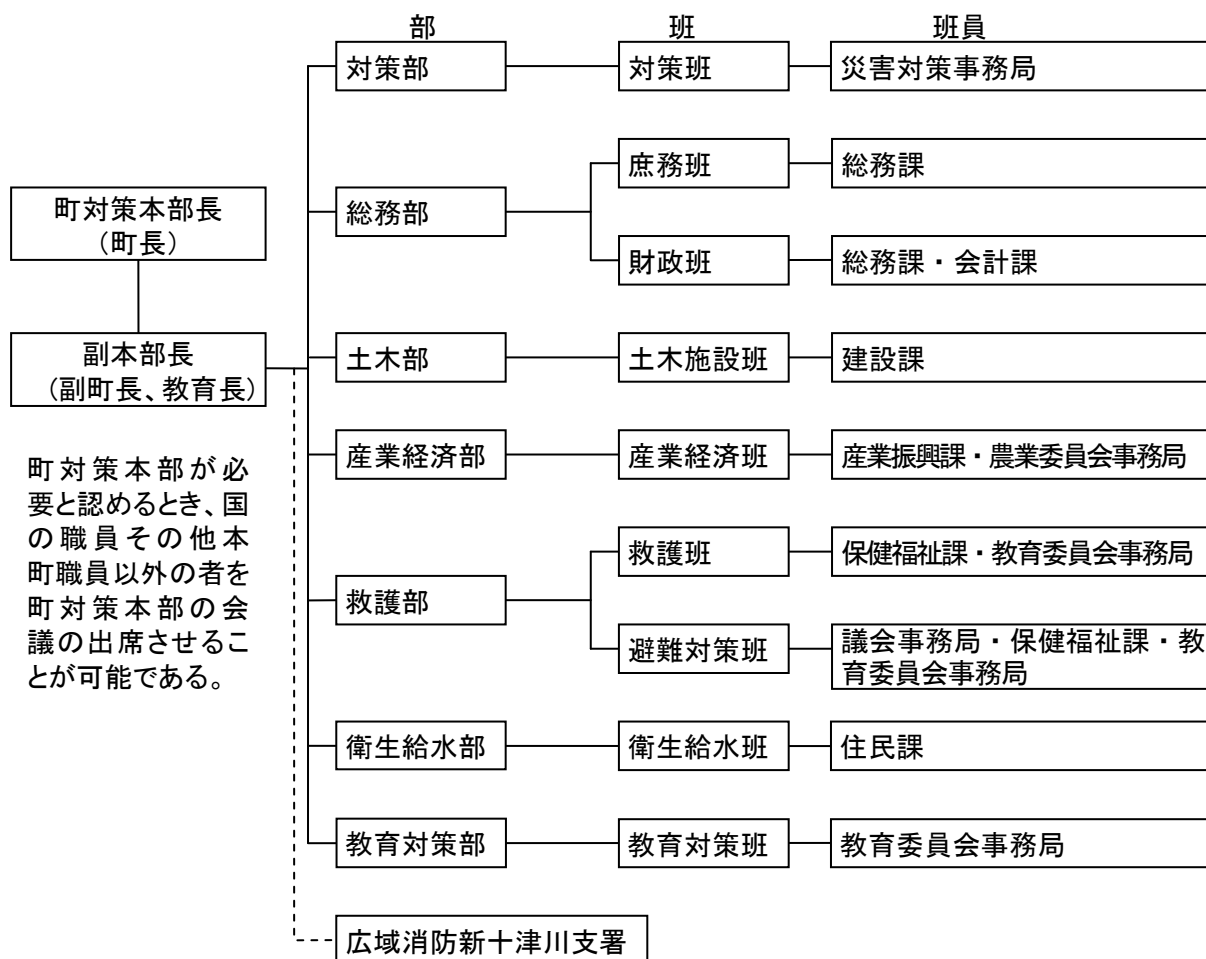 部 班 班員
対策部 対策班 災害対策事務局
庶務班 総務課
総務部
財政班 総務課・会計課
町対策本部長
（町長）
副本部長
（副町長、教育長）
土木部 土木施設班 建設課
産業経済部 産業経済班 産業振興課・農業委員会事務局
町対策本部が必
要と認めるとき、国
の職員その他本
町職員以外の者を
町対策本部の会
議の出席させるこ
とが可能である。
救護班 保健福祉課・教育委員会事務局
救護部
避難対策班 議会事務局・保健福祉課・教
育委員会事務局
衛生給水部 衛生給水班 住民課
教育対策部 教育対策班 教育委員会事務局
広域消防新十津川支署